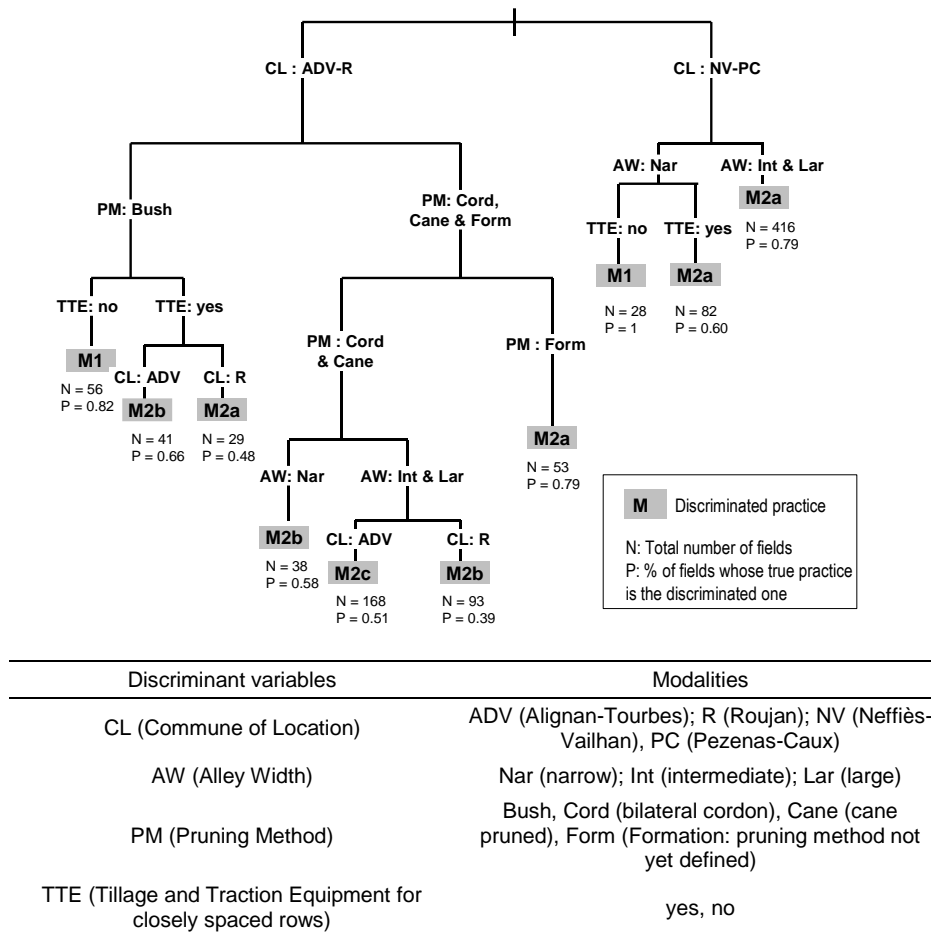 CL : ADV-R
CL : NV-PC
AW: Nar
AW: Int & Lar
M2a
N = 416
P = 0.79
TTE: no
TTE: yes
M1
M2a
N = 28
P = 1
N = 82
P = 0.60
PM: Bush
PM: Cord,
Cane & Form
TTE: no
TTE: yes
M1
N = 56
P = 0.82
CL: ADV
CL: R
M2b
M2a
N = 41
P = 0.66
N = 29
P = 0.48
PM : Cord
& Cane
PM : Form
M2a
N = 53
P = 0.79
AW: Nar
AW: Int & Lar
M2b
N = 38
P = 0.58
CL: ADV
CL: R
M2c
M2b
N = 168
P = 0.51
N = 93
P = 0.39
M Discriminated practice
N: Total number of fields
P: % of fields whose true practice
is the discriminated one
Discriminant variables
Modalities
CL (Commune of Location)
ADV (Alignan-Tourbes); R (Roujan); NV (Neffiès-
Vailhan), PC (Pezenas-Caux)
AW (Alley Width)
Nar (narrow); Int (intermediate); Lar (large)
PM (Pruning Method)
Bush, Cord (bilateral cordon), Cane (cane
pruned), Form (Formation: pruning method not
yet defined)
TTE (Tillage and Traction Equipment for
closely spaced rows)
yes, no